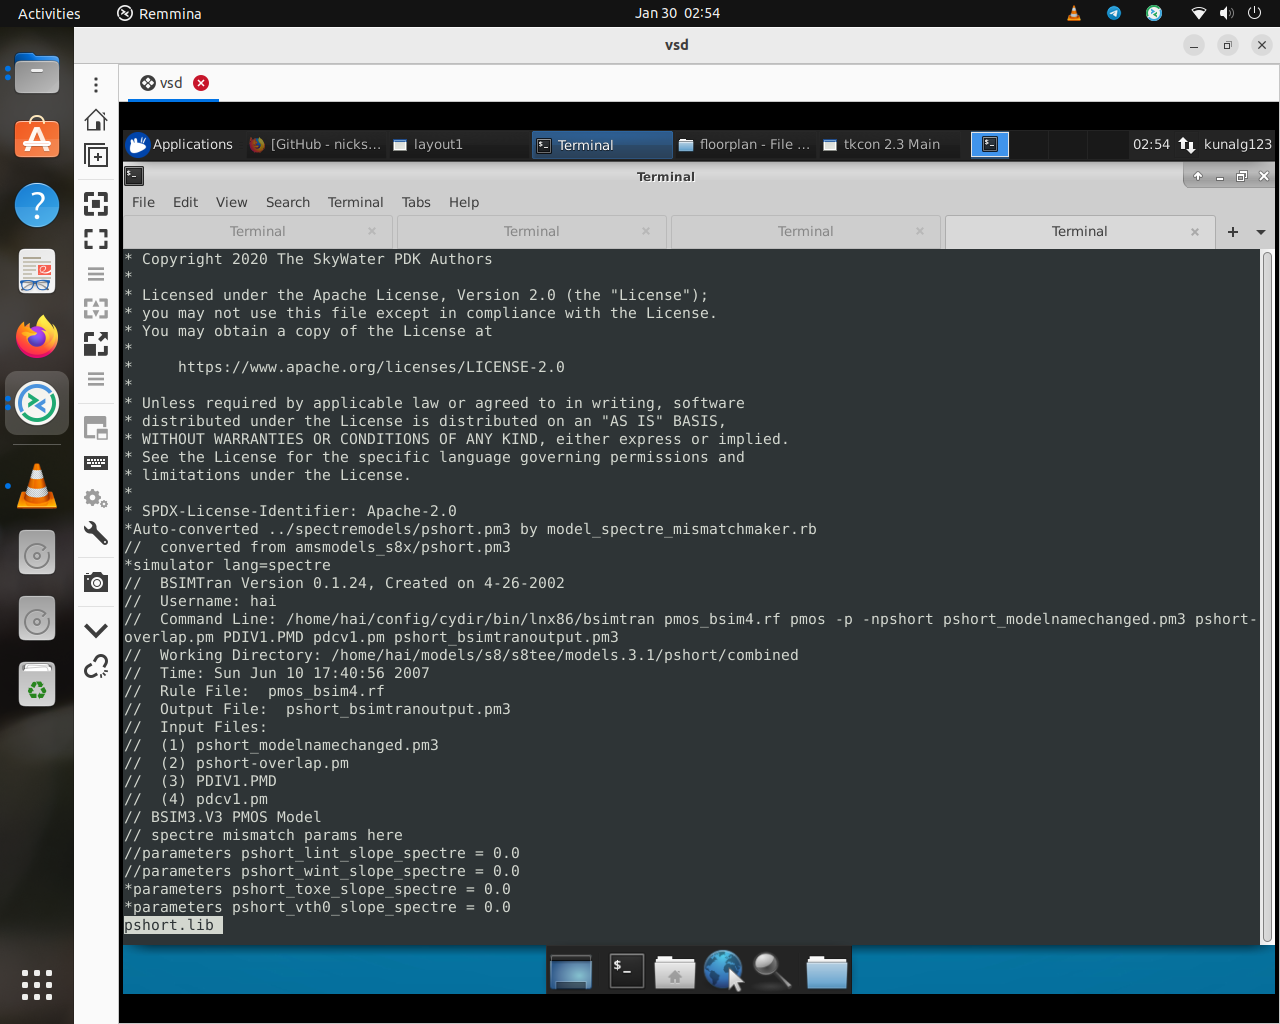 Activities
Remmina
Jan 30 02:54
vsd
vsd
Applications
[GitHub - nicks...
layout1
Terminal
floorplan - File ...
tkcon 2.3 Main
02:54
kunalg123
Terminal
File Edit View Search Terminal Tabs Help
Terminal
Terminal
Terminal
Terminal
* Copyright 2020 The SkyWater PDK Authors
*
* Licensed under the Apache License, Version 2.0 (the "License");
* you may not use this file except in compliance with the License.
* You may obtain a copy of the License at
*
*     https://www.apache.org/licenses/LICENSE-2.0
*
* Unless required by applicable law or agreed to in writing, software
* distributed under the License is distributed on an "AS IS" BASIS,
* WITHOUT WARRANTIES OR CONDITIONS OF ANY KIND, either express or implied.
* See the License for the specific language governing permissions and
* limitations under the License.
*
* SPDX-License-Identifier: Apache-2.0
*Auto-converted ../spectremodels/pshort.pm3 by model_spectre_mismatchmaker.rb
//  converted from amsmodels_s8x/pshort.pm3
*simulator lang=spectre
//  BSIMTran Version 0.1.24, Created on 4-26-2002
//  Username: hai
//  Command Line: /home/hai/config/cydir/bin/lnx86/bsimtran pmos_bsim4.rf pmos -p -npshort pshort_modelnamechanged.pm3 pshort-
overlap.pm PDIV1.PMD pdcv1.pm pshort_bsimtranoutput.pm3
//  Working Directory: /home/hai/models/s8/s8tee/models.3.1/pshort/combined
//  Time: Sun Jun 10 17:40:56 2007
//  Rule File:  pmos_bsim4.rf
//  Output File:  pshort_bsimtranoutput.pm3
//  Input Files:
//  (1) pshort_modelnamechanged.pm3
//  (2) pshort-overlap.pm
//  (3) PDIV1.PMD
//  (4) pdcv1.pm
// BSIM3.V3 PMOS Model
// spectre mismatch params here
//parameters pshort_lint_slope_spectre = 0.0
//parameters pshort_wint_slope_spectre = 0.0
*parameters pshort_toxe_slope_spectre = 0.0
*parameters pshort_vth0_slope_spectre = 0.0
pshort.lib